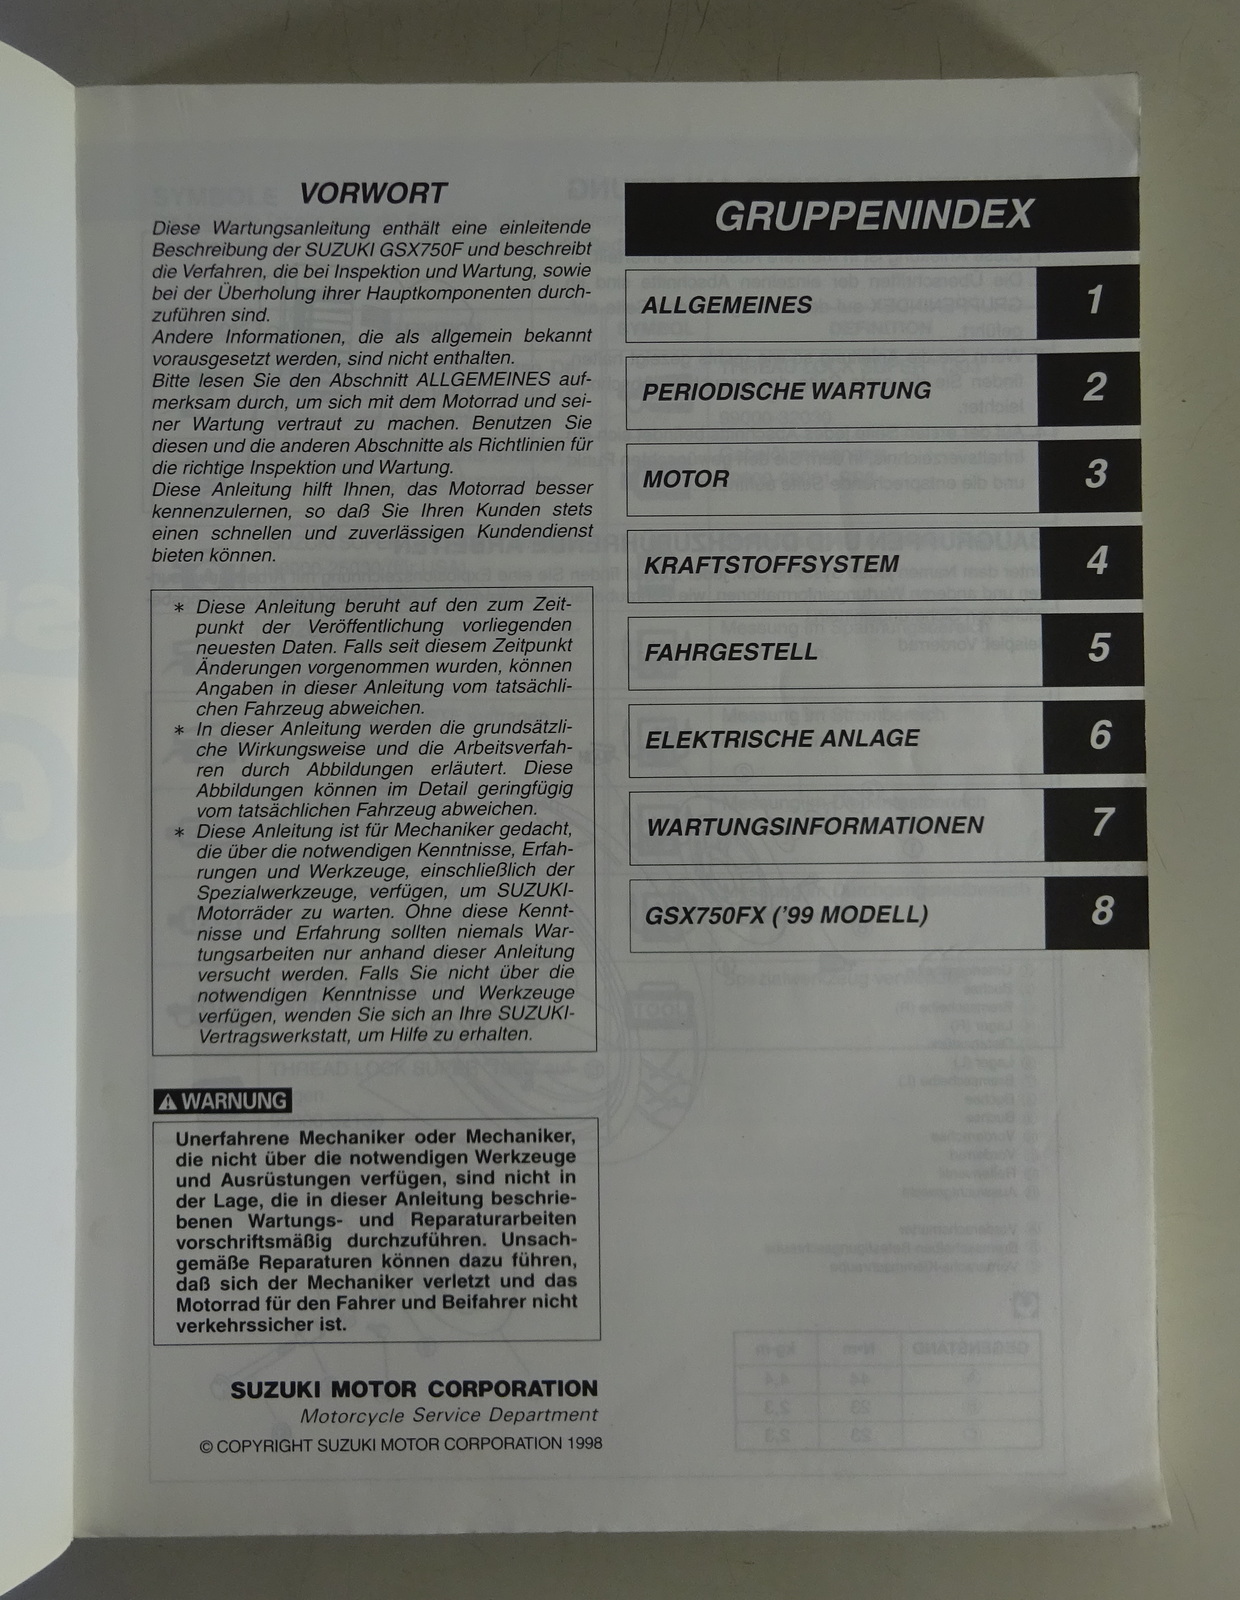 VORWORT
Diese Wartungsanleitung enthält eine einleitende
Beschreibung der SUZUKI GSX750F und beschreibt
die Verfahren, die bei Inspektion und Wartung, sowie
bei der Überholung ihrer Hauptkomponenten durch-
zuführen sind.
Andere Informationen, die als allgemein bekannt
vorausgesetzt werden, sind nicht enthalten.
Bitte lesen Sie den Abschnitt ALLGEMEINES auf-
merksam durch, um sich mit dem Motorrad und sei-
ner Wartung vertraut zu machen. Benutzen Sie
diesen und die anderen Abschnitte als Richtlinien für
die richtige Inspektion und Wartung.
Diese Anleitung hilft Ihnen, das Motorrad besser
kennenzulernen, so daß Sie Ihren Kunden stets
einen schnellen und zuverlässigen Kundendienst
bieten können.
* Diese Anleitung beruht auf den zum Zeit-
punkt der Veröffentlichung vorliegenden
neuesten Daten. Falls seit diesem Zeitpunkt
Änderungen vorgenommen wurden, können
Angaben in dieser Anleitung vom tatsächli-
chen Fahrzeug abweichen.
* In dieser Anleitung werden die grundsätzli-
che Wirkungsweise und die Arbeitsverfah-
ren durch Abbildungen erläutert. Diese
Abbildungen können im Detail geringfügig
vom tatsächlichen Fahrzeug abweichen.
* Diese Anleitung ist für Mechaniker gedacht,
die über die notwendigen Kenntnisse, Erfah-
rungen und Werkzeuge, einschließlich der
Spezialwerkzeuge, verfügen, um SUZUKI-
Motorräder zu warten. Ohne diese Kennt-
nisse und Erfahrung sollten niemals War-
tungsarbeiten nur anhand dieser Anleitung
versucht werden. Falls Sie nicht über die
notwendigen Kenntnisse und Werkzeuge
verfügen, wenden Sie sich an Ihre SUZUKI-
Vertragswerkstatt, um Hilfe zu erhalten.
⚠ WARNUNG
Unerfahrene Mechaniker oder Mechaniker,
die nicht über die notwendigen Werkzeuge
und Ausrüstungen verfügen, sind nicht in
der Lage, die in dieser Anleitung beschrie-
benen Wartungs- und Reparaturarbeiten
vorschriftsmäßig durchzuführen. Unsach-
gemäße Reparaturen können dazu führen,
daß sich der Mechaniker verletzt und das
Motorrad für den Fahrer und Beifahrer nicht
verkehrssicher ist.
SUZUKI MOTOR CORPORATION
Motorcycle Service Department
© COPYRIGHT SUZUKI MOTOR CORPORATION 1998
GRUPPENINDEX
ALLGEMEINES 1
PERIODISCHE WARTUNG 2
MOTOR 3
KRAFTSTOFFSYSTEM 4
FAHRGESTELL 5
ELEKTRISCHE ANLAGE 6
WARTUNGSINFORMATIONEN 7
GSX750FX ('99 MODELL) 8